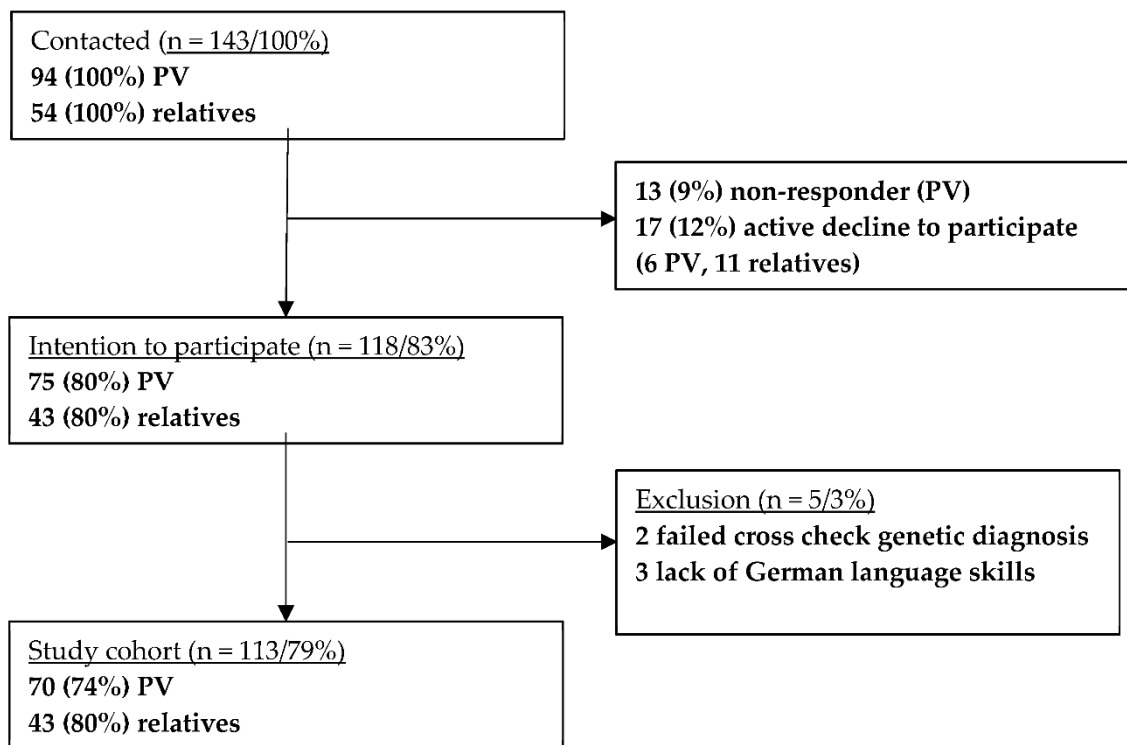 Contacted (n = 143/100%)
94 (100%) PV
54 (100%) relatives
13 (9%) non-responder (PV)
17 (12%) active decline to participate
(6 PV, 11 relatives)
Intention to participate (n = 118/83%)
75 (80%) PV
43 (80%) relatives
Exclusion (n = 5/3%)
2 failed cross check genetic diagnosis
3 lack of German language skills
Study cohort (n = 113/79%)
70 (74%) PV
43 (80%) relatives